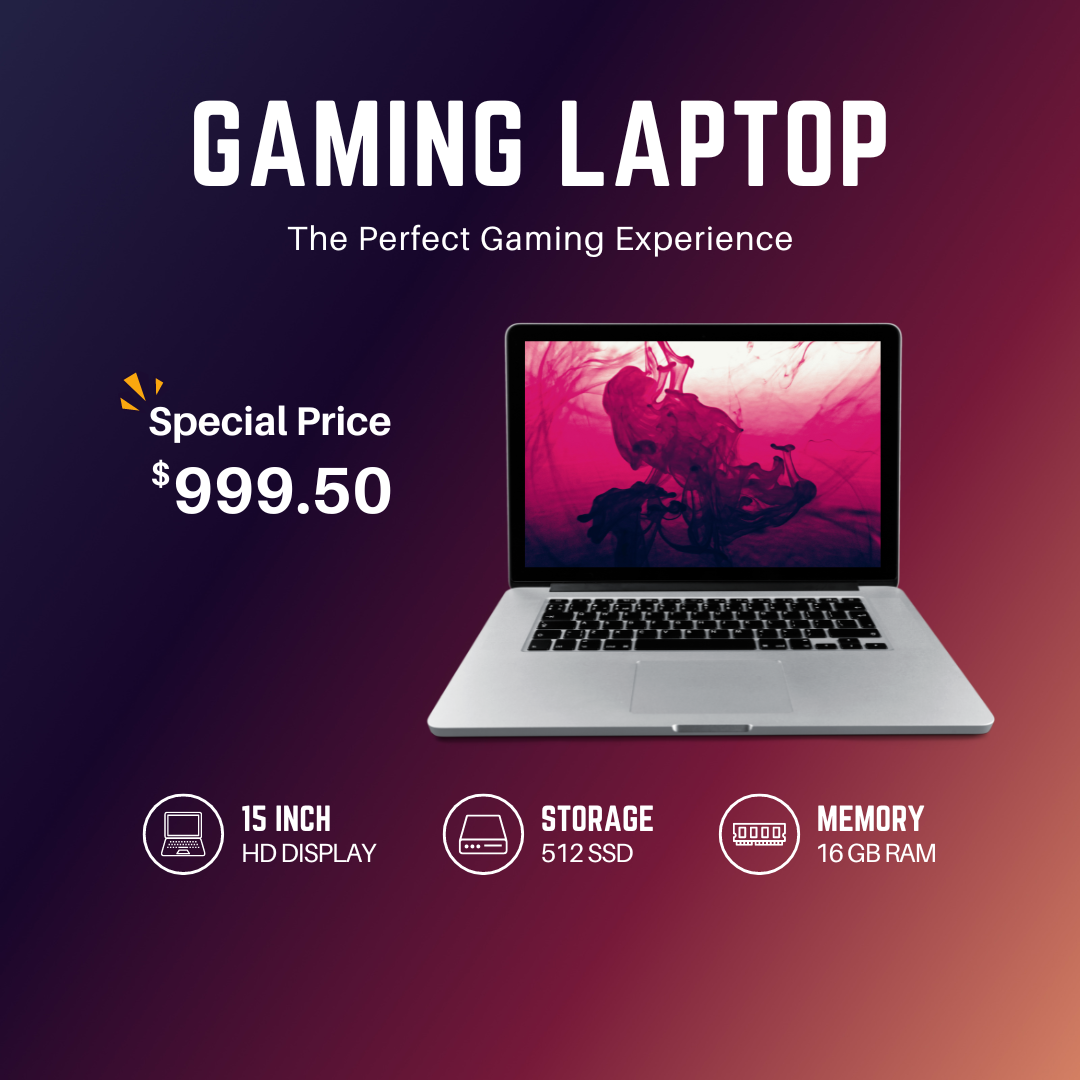 GAMING LAPTOP
The Perfect Gaming Experience
Special Price
$999.50
15 INCH
HD DISPLAY
STORAGE
512 SSD
MEMORY
16 GB RAM